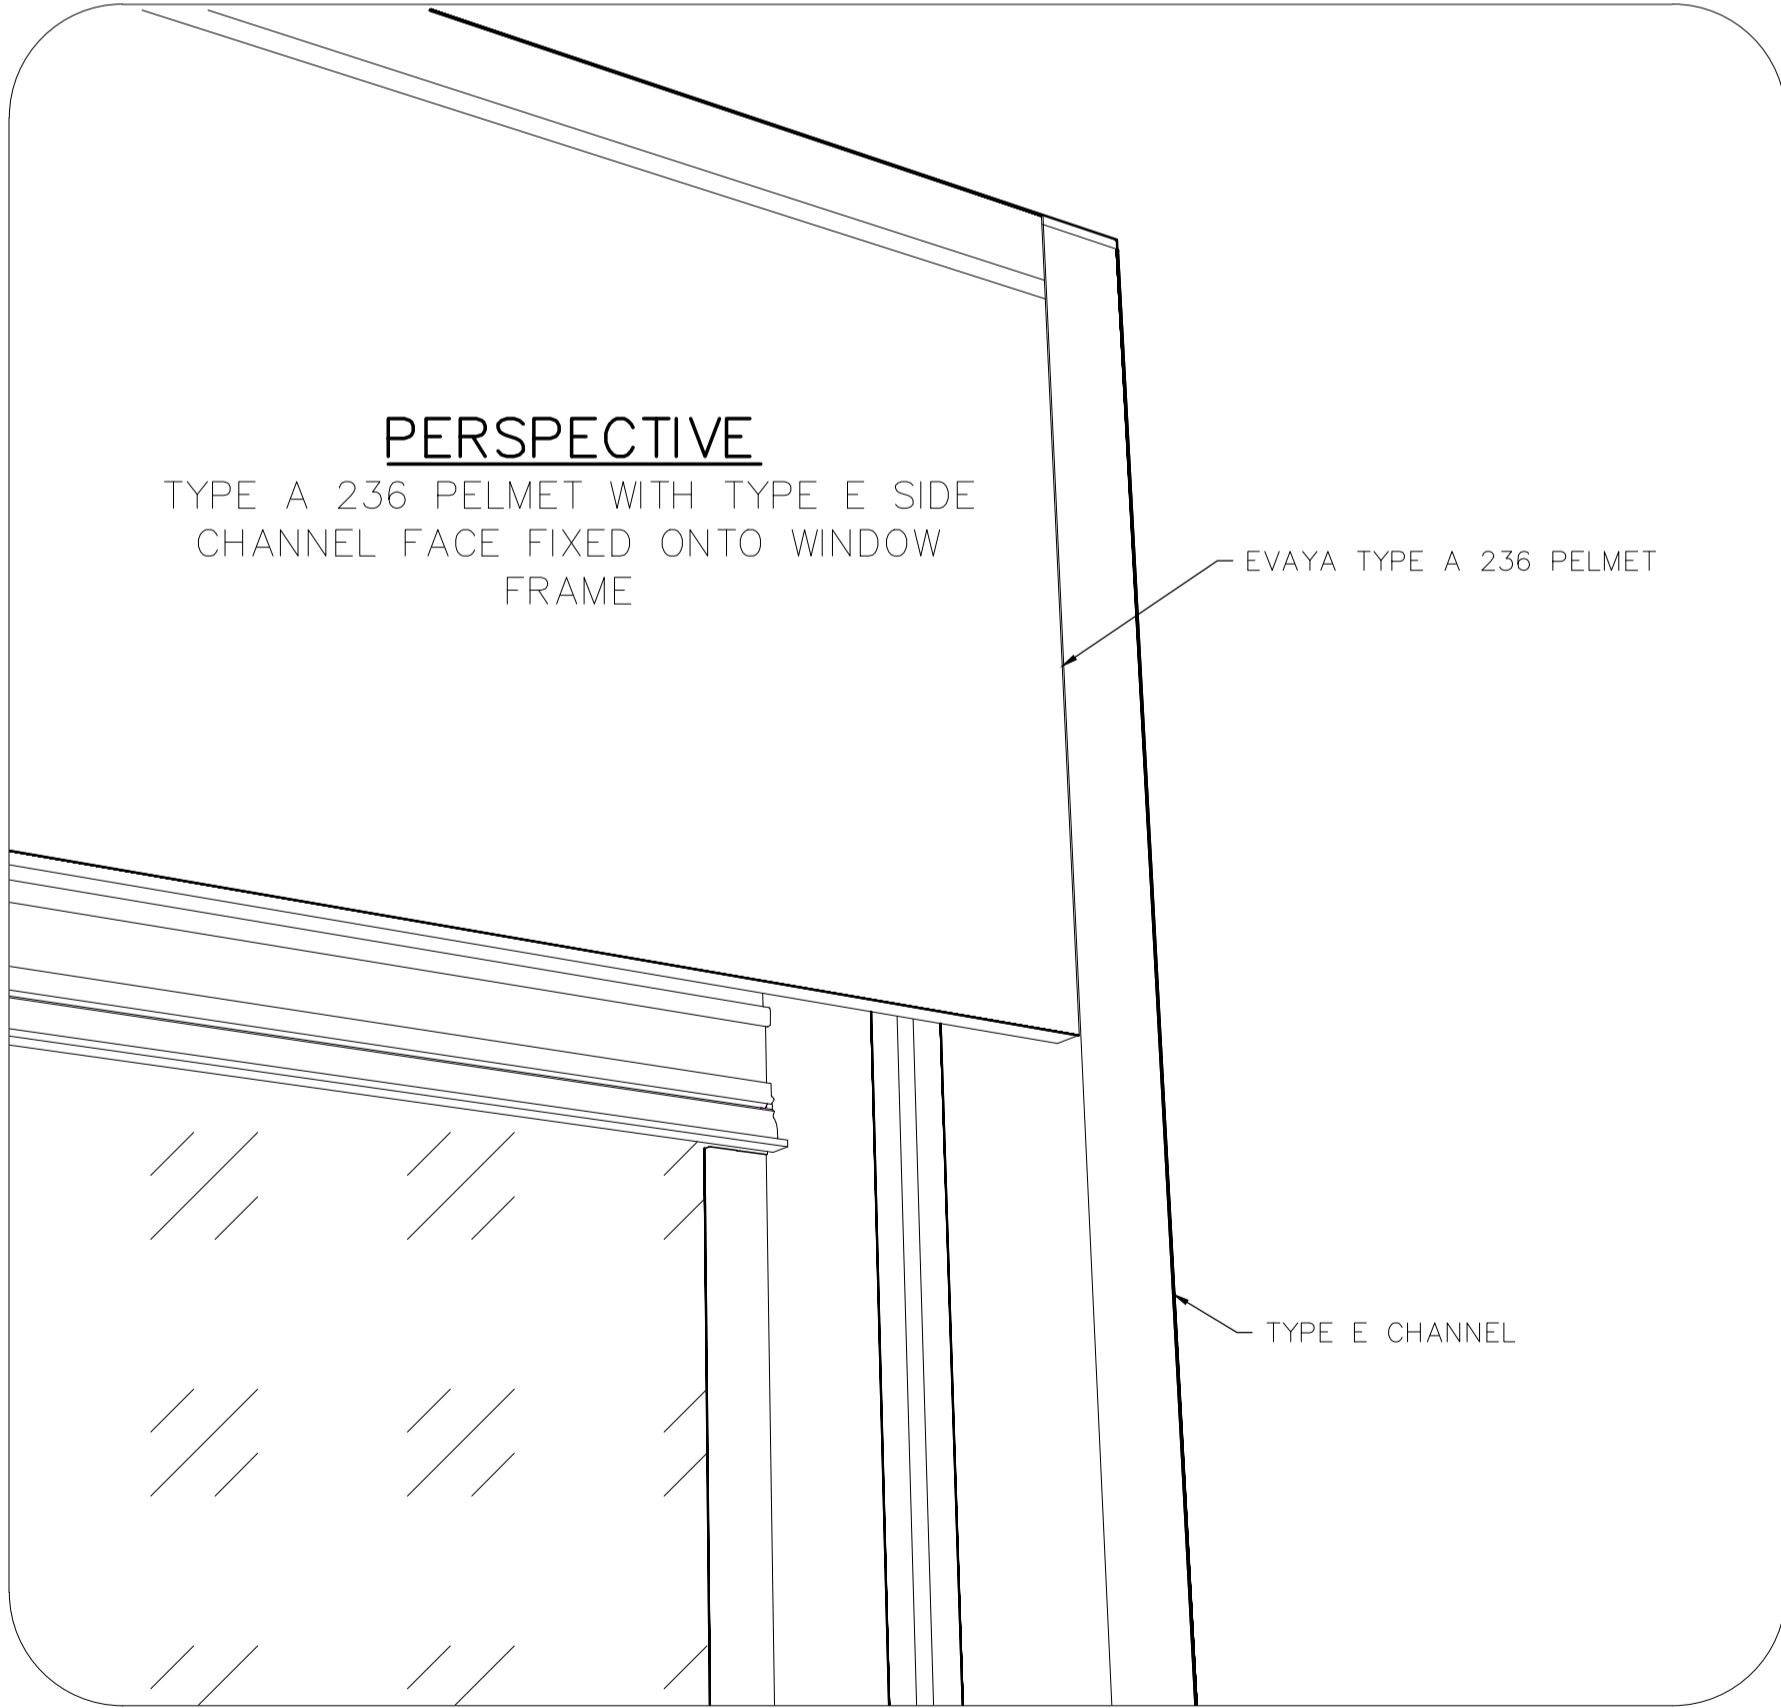 PERSPECTIVE
TYPE A 236 PELMET WITH TYPE E SIDE
CHANNEL FACE FIXED ONTO WINDOW
FRAME
EVAYA TYPE A 236 PELMET
TYPE E CHANNEL